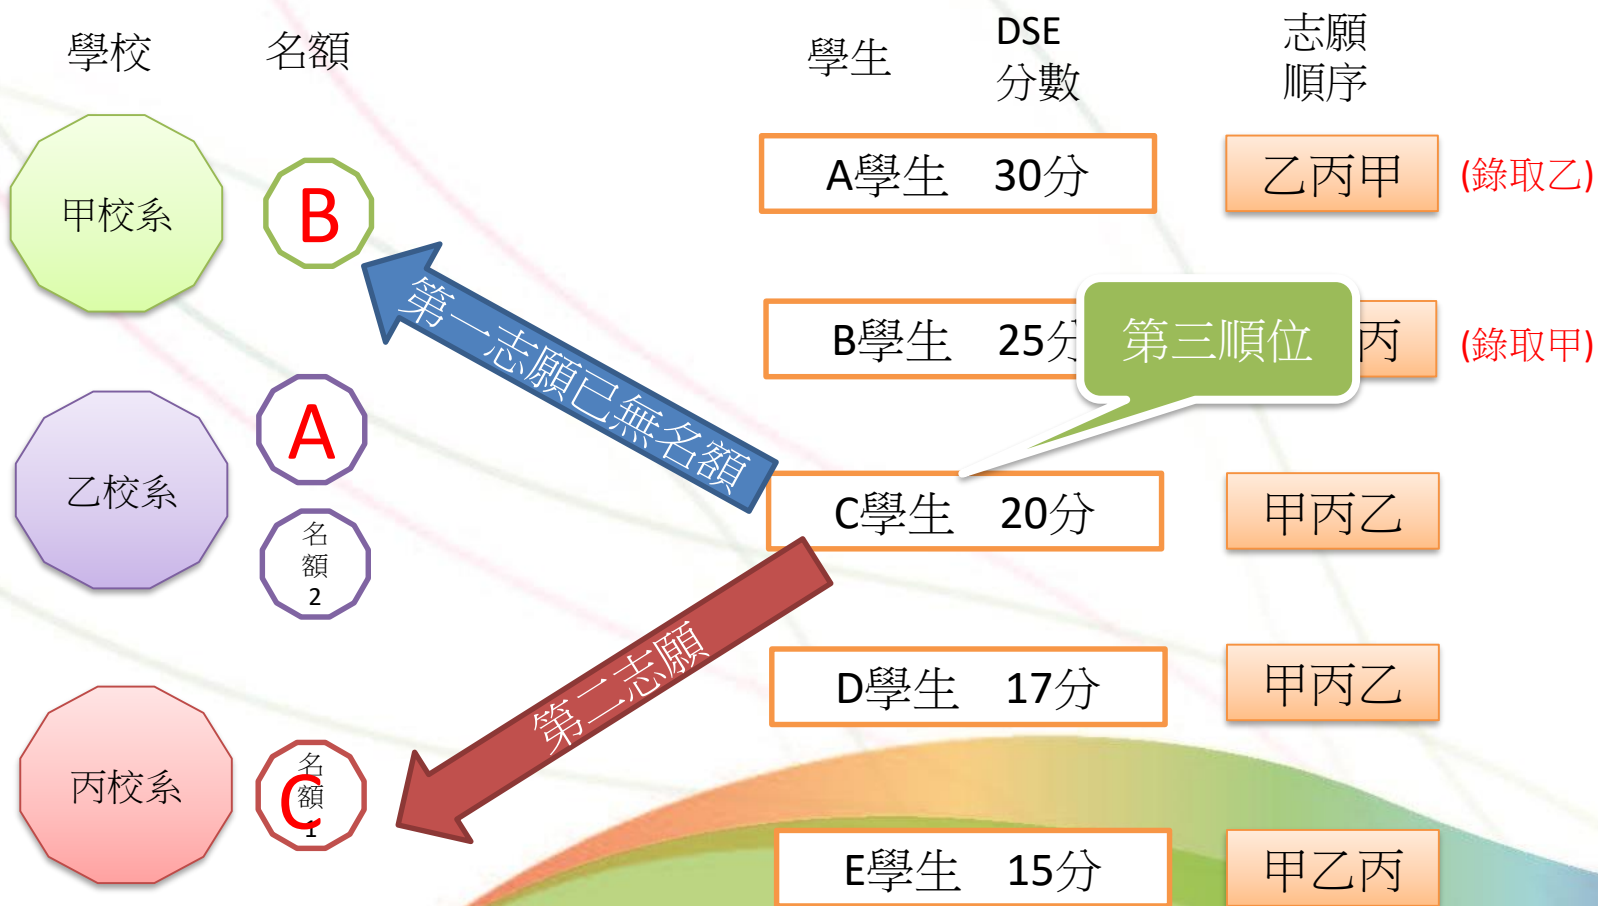 學校
名額
學生
DSE
分數
志願
順序
甲校系
B
A學生 30分
乙丙甲
(錄取乙)
第一志願已無名額
B學生 25分
第三順位
丙
(錄取甲)
乙校系
A
名
額
2
C學生 20分
甲丙乙
第二志願
D學生 17分
甲丙乙
丙校系
名
額
1
C
E學生 15分
甲乙丙